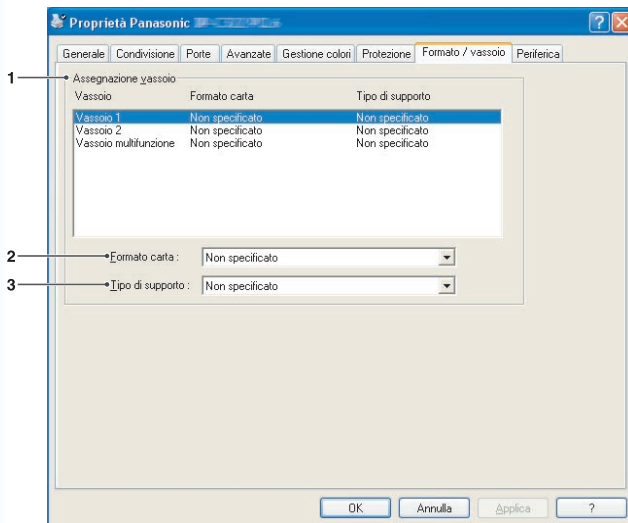 Proprietà Panasonic
Generale Condivisione Porte Avanzate Gestione colori Protezione Formato / vassoio Periferica
1 Assegnazione vassoio
Vassoio Formato carta Tipo di supporto
Vassoio 1 Non specificato Non specificato
Vassoio 2 Non specificato Non specificato
Vassoio multifunzione Non specificato Non specificato
2 Formato carta : Non specificato
3 Tipo di supporto : Non specificato
OK Annulla Applica ?